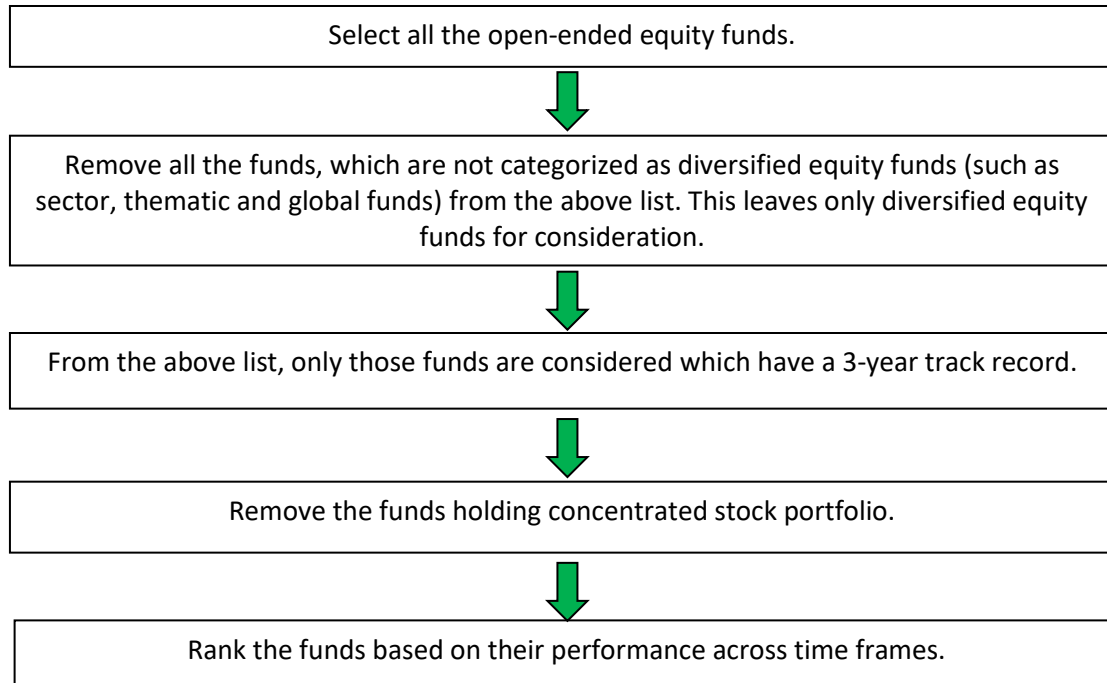 Select all the open-ended equity funds.
Remove all the funds, which are not categorized as diversified equity funds (such as
sector, thematic and global funds) from the above list. This leaves only diversified equity
funds for consideration.
From the above list, only those funds are considered which have a 3-year track record.
Remove the funds holding concentrated stock portfolio.
Rank the funds based on their performance across time frames.